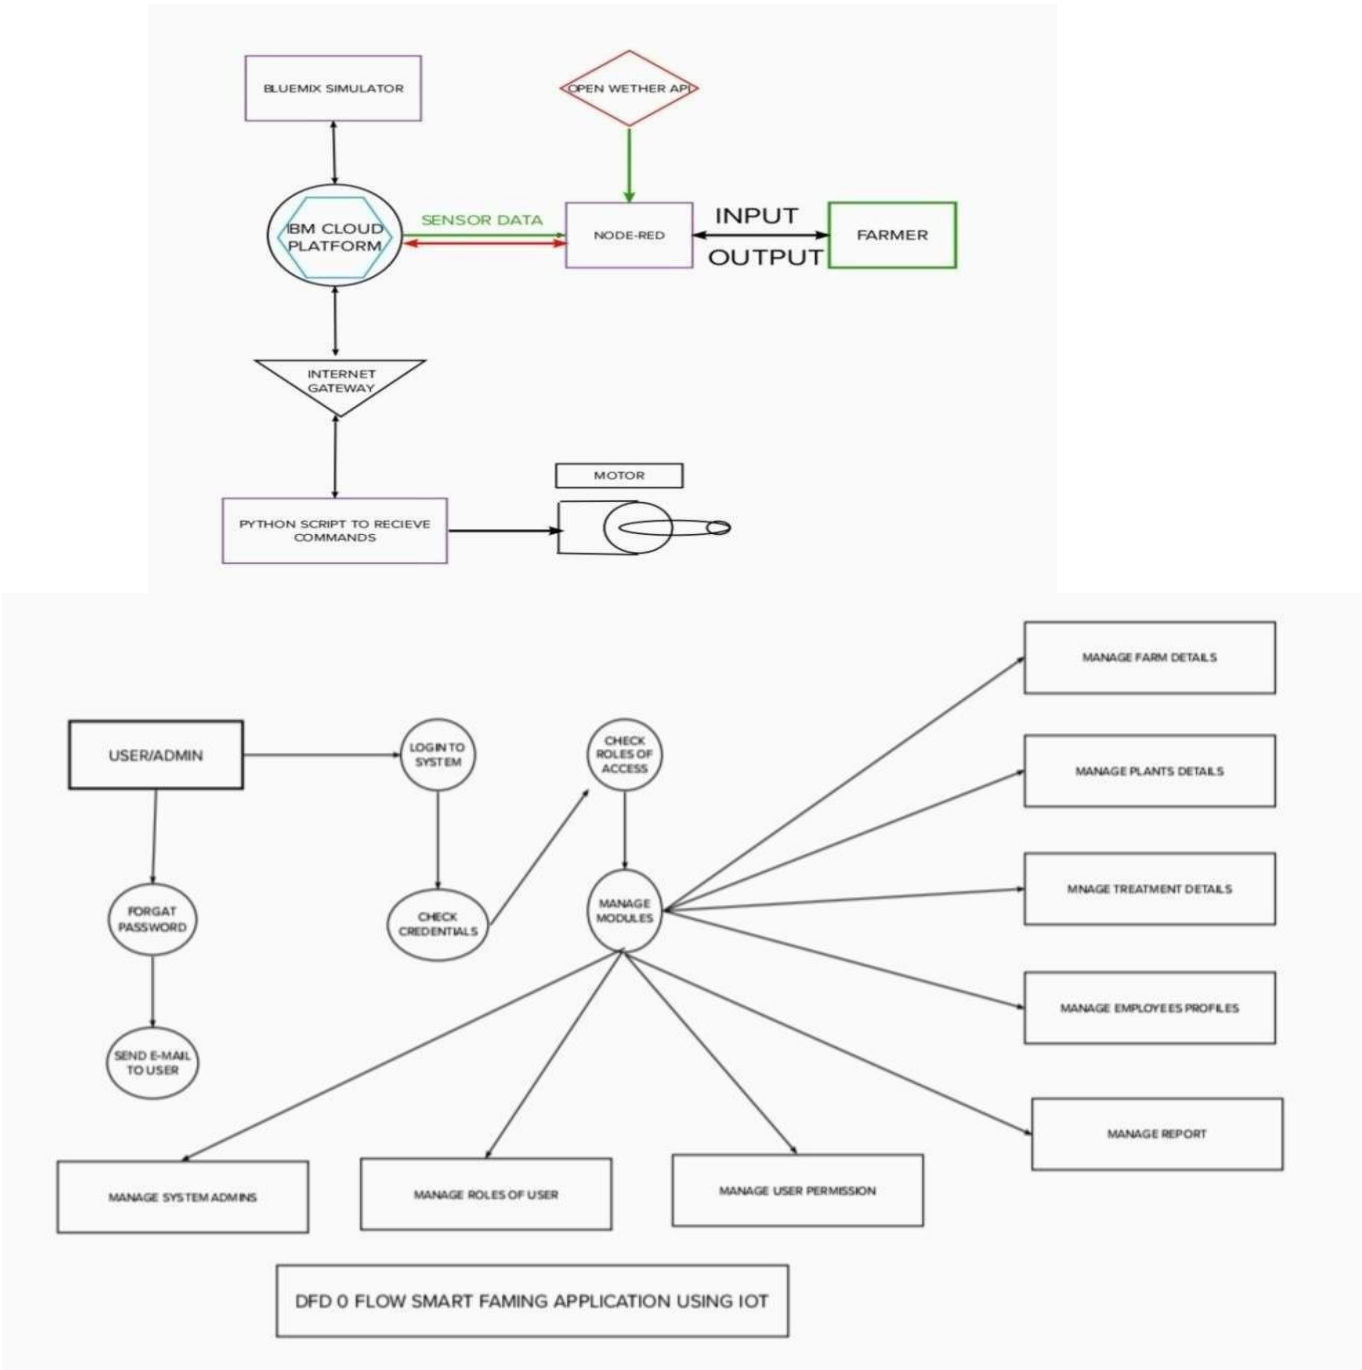 BLUEMIX SIMULATOR
OPEN WETHER API
IBM CLOUD
PLATFORM
SENSOR DATA
NODE-RED
INPUT
OUTPUT
FARMER
INTERNET
GATEWAY
MOTOR
PYTHON SCRIPT TO RECIEVE
COMMANDS
MANAGE FARM DETAILS
USER/ADMIN
LOGIN TO
SYSTEM
CHECK
ROLES OF
ACCESS
MANAGE PLANTS DETAILS
MNAGE TREATMENT DETAILS
FORGAT
PASSWORD
CHECK
CREDENTIALS
MANAGE
MODULES
MANAGE EMPLOYEES PROFILES
SEND E-MAIL
TO USER
MANAGE REPORT
MANAGE SYSTEM ADMINS
MANAGE ROLES OF USER
MANAGE USER PERMISSION
DFD 0 FLOW SMART FAMING APPLICATION USING IOT